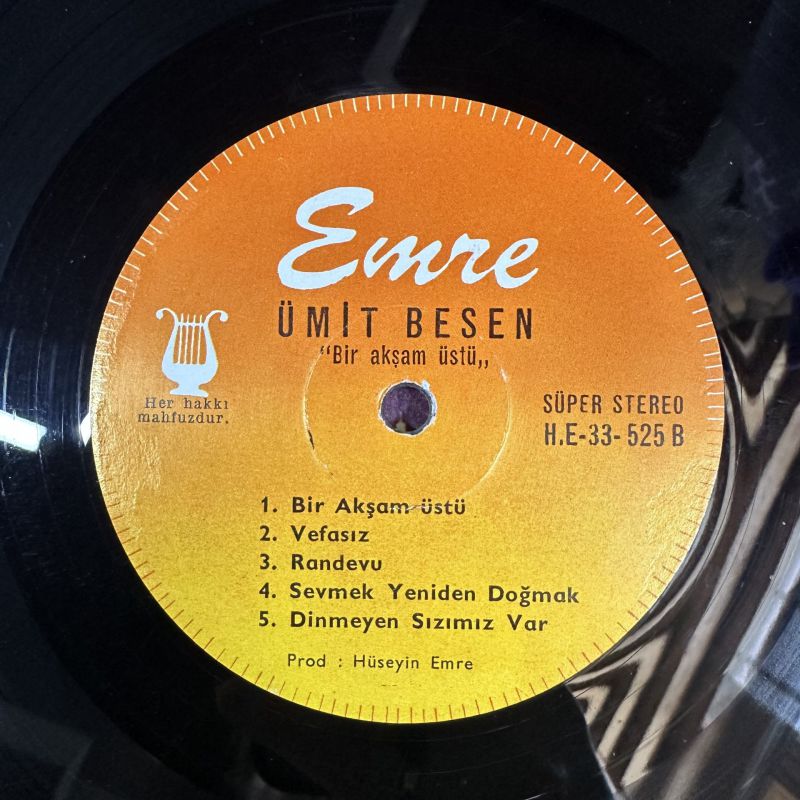 Emre
ÜMİT BESEN
“Bir akşam üstü„
Her hakkı
mahfuzdur.
SÜPER STEREO
H.E-33-525 B
1. Bir Akşam üstü
2. Vefasız
3. Randevu
4. Sevmek Yeniden Doğmak
5. Dinmeyen Sızımız Var
Prod : Hüseyin Emre